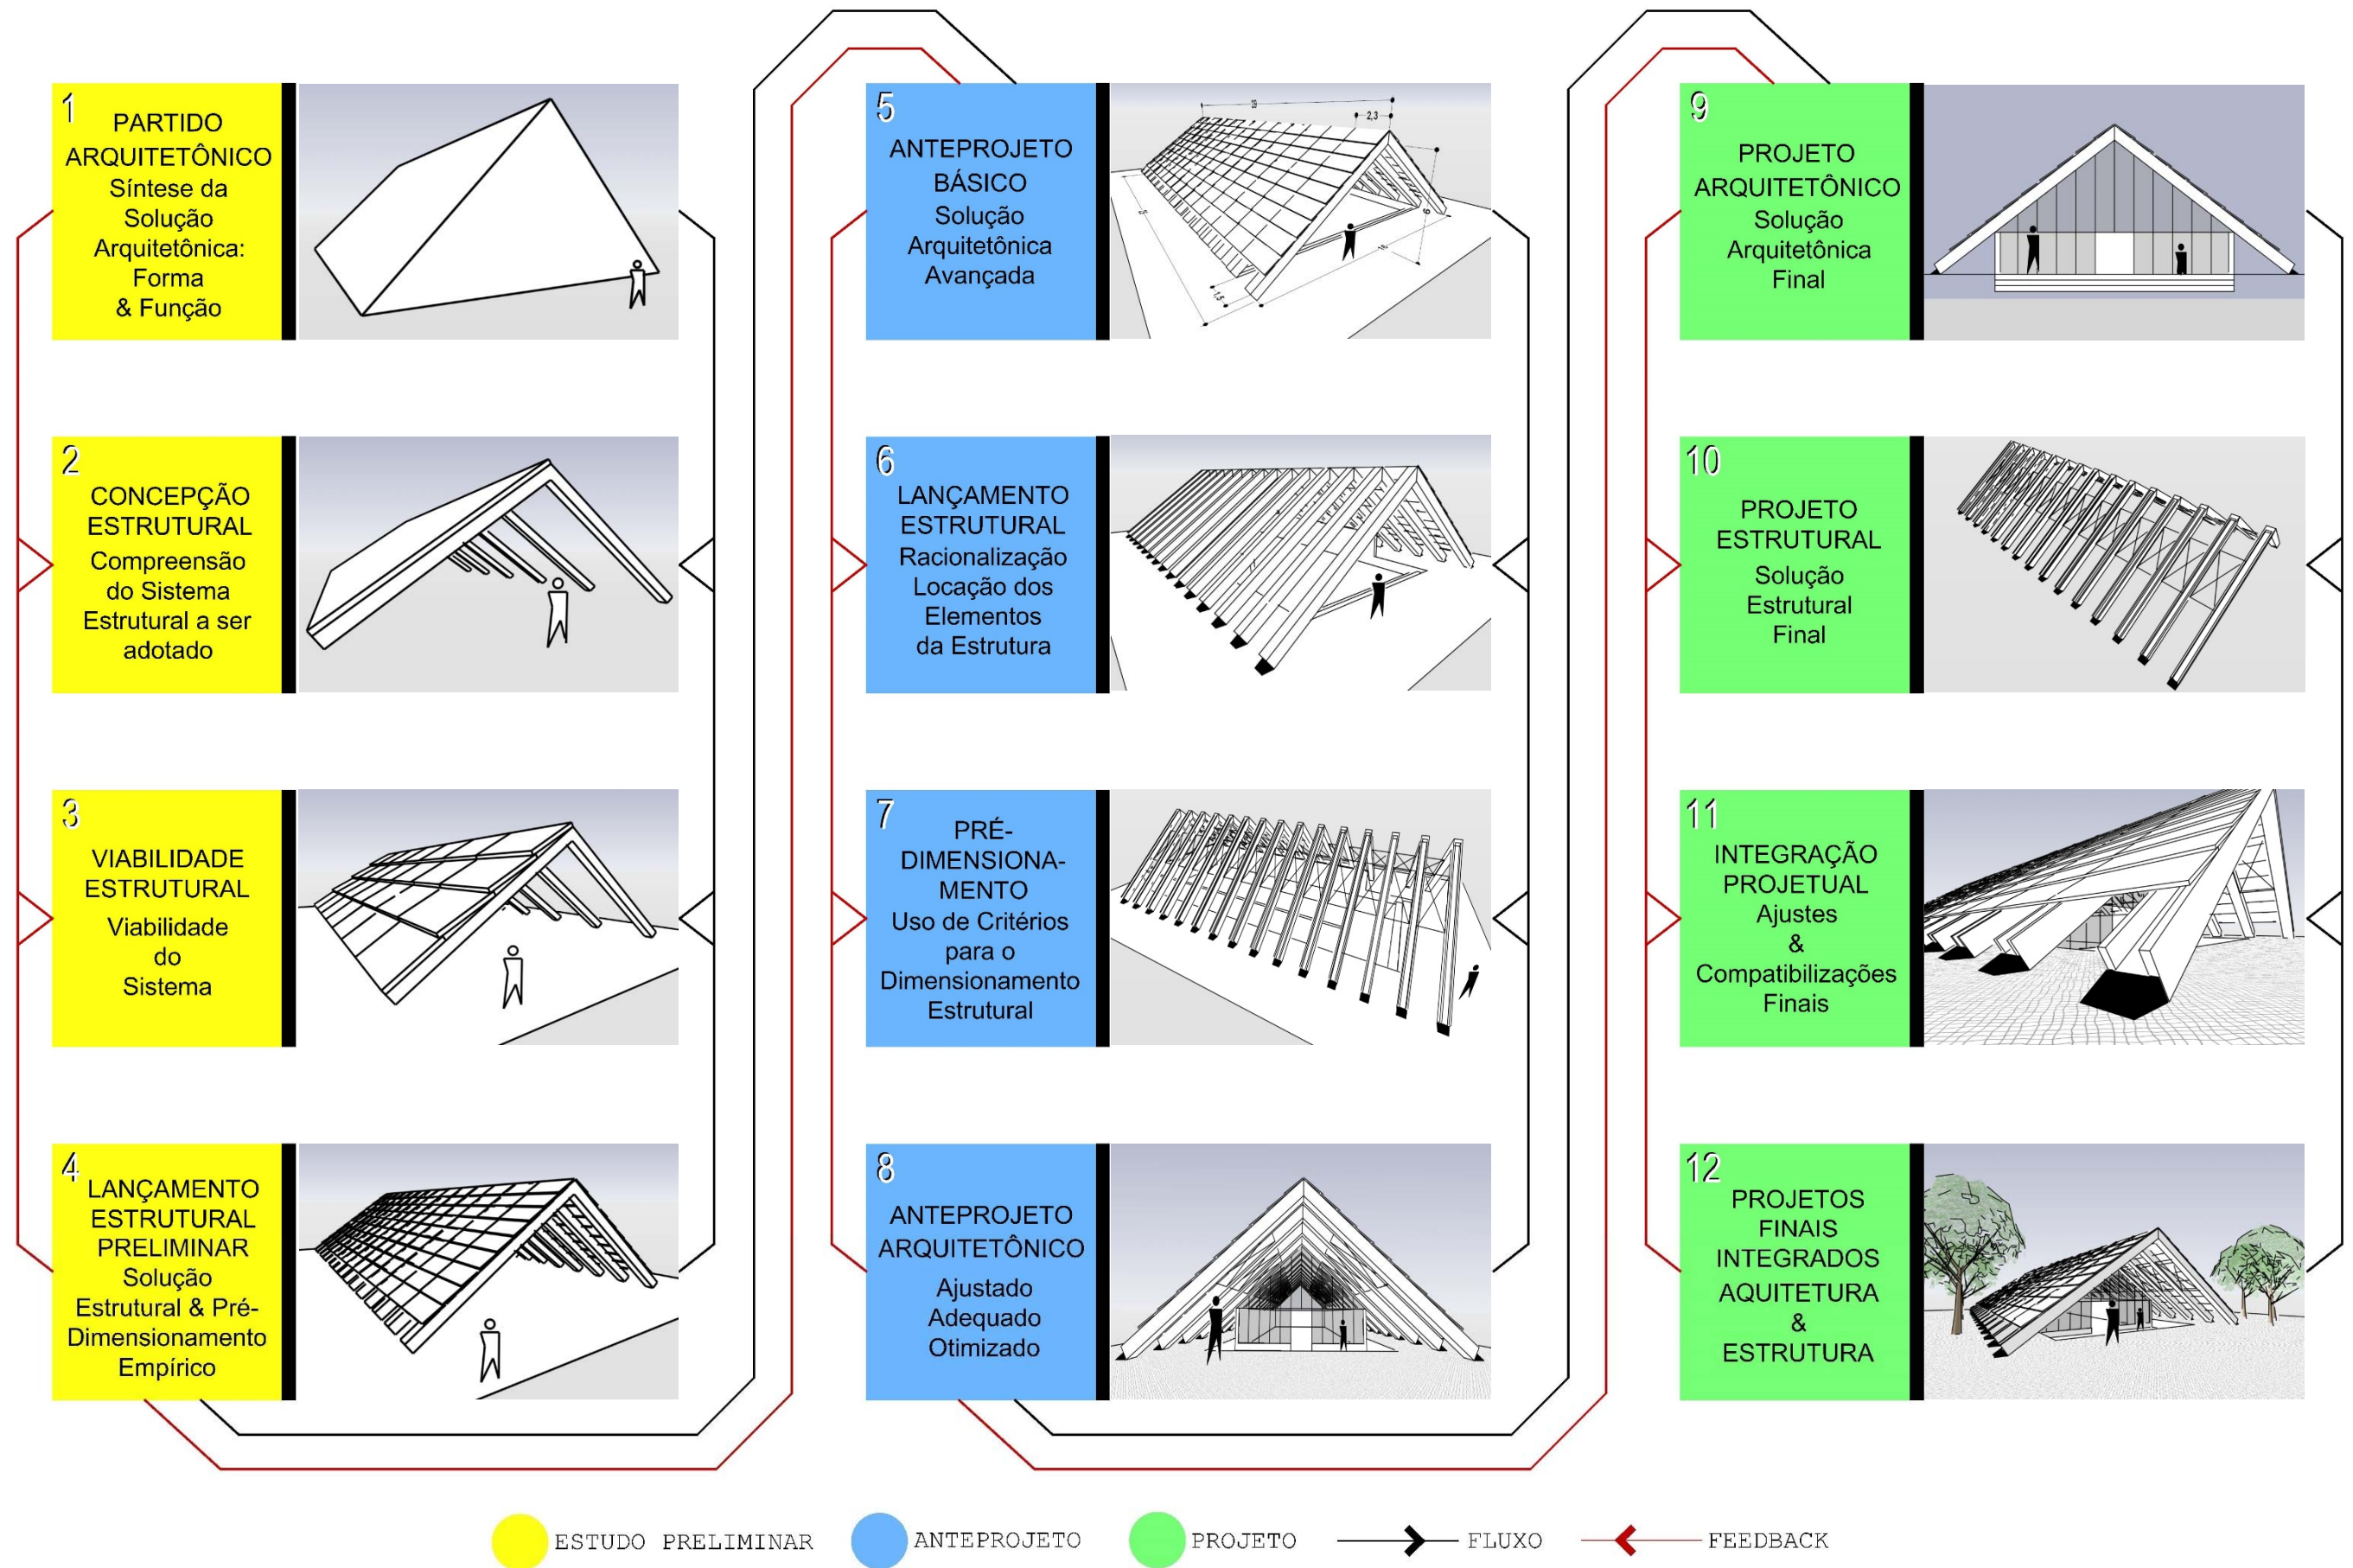 1
PARTIDO
ARQUITETÔNICO
Síntese da
Solução
Arquitetônica:
Forma
& Função
2
CONCEPÇÃO
ESTRUTURAL
Compreensão
do Sistema
Estrutural a ser
adotado
3
VIABILIDADE
ESTRUTURAL
Viabilidade
do
Sistema
4
LANÇAMENTO
ESTRUTURAL
PRELIMINAR
Solução
Estrutural & Pré-
Dimensionamento
Empírico
5
ANTEPROJETO
BÁSICO
Solução
Arquitetônica
Avançada
2,3
1,5
6
LANÇAMENTO
ESTRUTURAL
Racionalização
Locação dos
Elementos
da Estrutura
7
PRÉ-
DIMENSIONA-
MENTO
Uso de Critérios
para o
Dimensionamento
Estrutural
8
ANTEPROJETO
ARQUITETÔNICO
Ajustado
Adequado
Otimizado
9
PROJETO
ARQUITETÔNICO
Solução
Arquitetônica
Final
10
PROJETO
ESTRUTURAL
Solução
Estrutural
Final
11
INTEGRAÇÃO
PROJETUAL
Ajustes
&
Compatibilizações
Finais
12
PROJETOS
FINAIS
INTEGRADOS
AQUITETURA
&
ESTRUTURA
ESTUDO PRELIMINAR
ANTEPROJETO
PROJETO
FLUXO
FEEDBACK